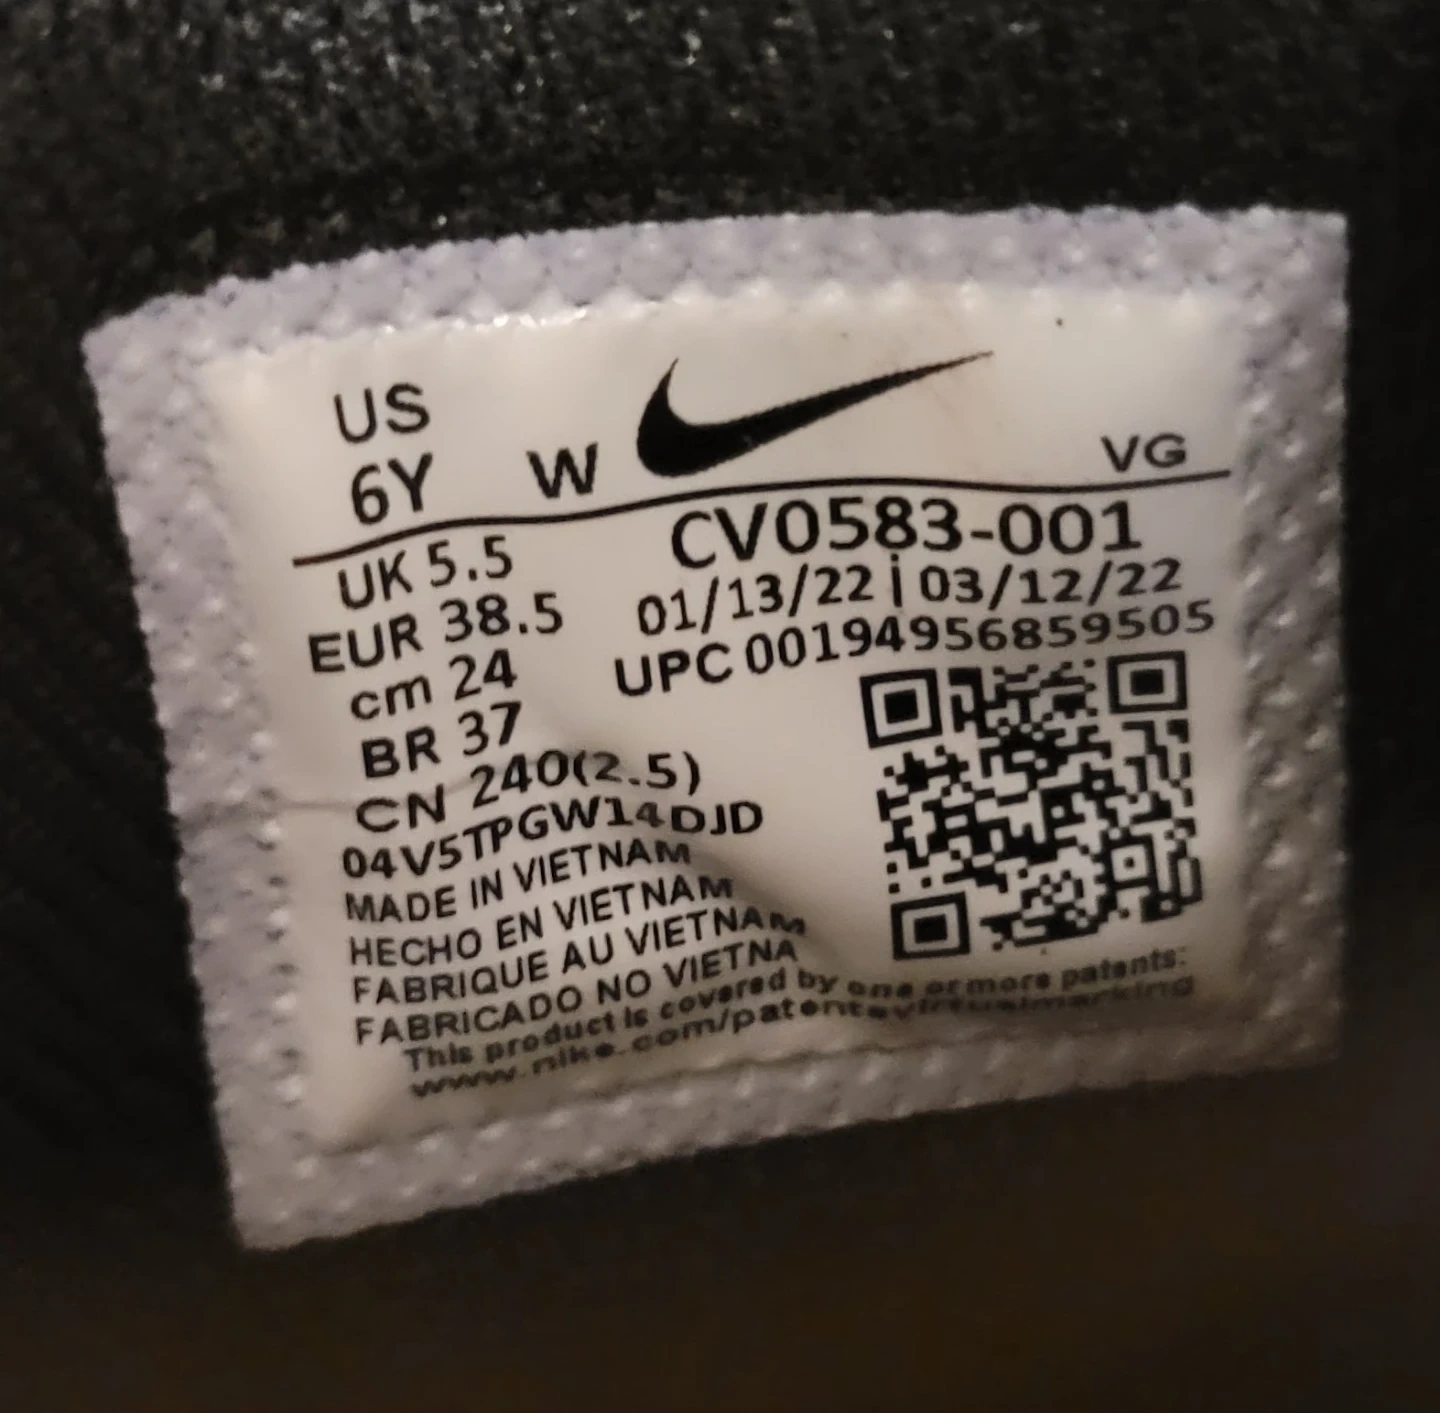 US
6Y W VG
UK 5.5 CV0583-001
EUR 38.5 01/13/22 | 03/12/22
cm 24 UPC 00194956859505
BR 37
CN 240(2.5)
04V5TPGW14DJD
MADE IN VIETNAM
HECHO EN VIETNAM
FABRIQUE AU VIETNAM
FABRICADO NO VIETNA
This product is covered by one or more patents:
www.nike.com/patentsvirtualmarking